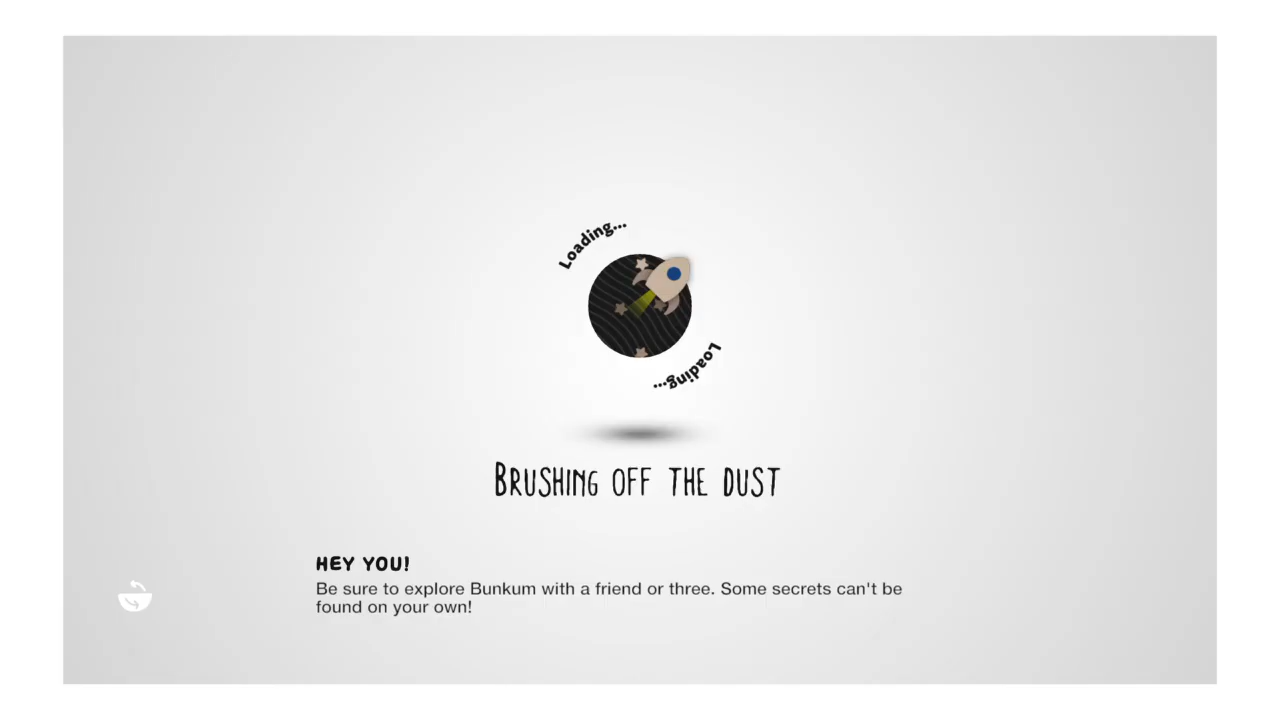 Loading...
Loading...
BRUSHING OFF THE DUST
HEY YOU!
Be sure to explore Bunkum with a friend or three. Some secrets can't be
found on your own!